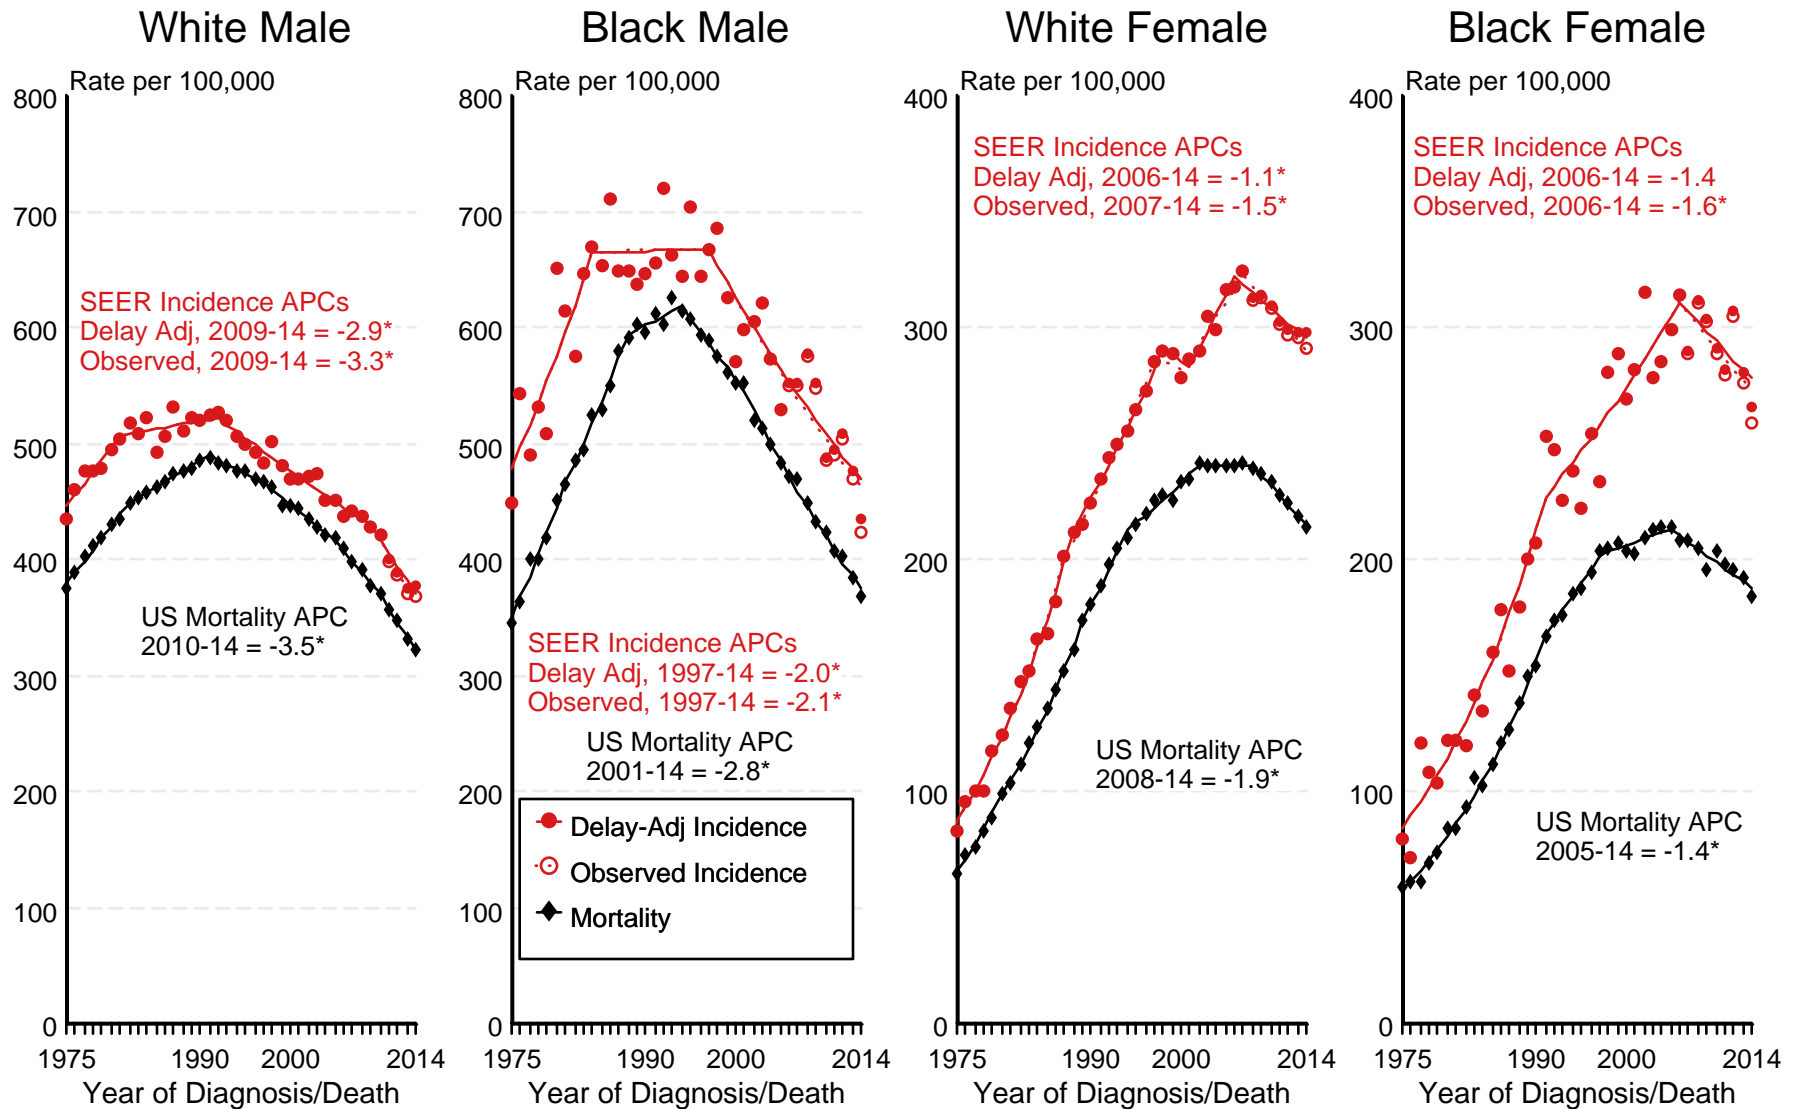 White Male
Rate per 100,000
800
700
600
500
400
300
200
100
0
SEER Incidence APCs
Delay Adj, 2009-14 = -2.9*
Observed, 2009-14 = -3.3*
US Mortality APC
2010-14 = -3.5*
1975 1990 2000 2014
Year of Diagnosis/Death
Black Male
Rate per 100,000
800
700
600
500
400
300
200
100
0
SEER Incidence APCs
Delay Adj, 1997-14 = -2.0*
Observed, 1997-14 = -2.1*
US Mortality APC
2001-14 = -2.8*
Delay-Adj Incidence
Observed Incidence
Mortality
1975 1990 2000 2014
Year of Diagnosis/Death
White Female
Rate per 100,000
400
300
200
100
0
SEER Incidence APCs
Delay Adj, 2006-14 = -1.1*
Observed, 2007-14 = -1.5*
US Mortality APC
2008-14 = -1.9*
1975 1990 2000 2014
Year of Diagnosis/Death
Black Female
Rate per 100,000
400
300
200
100
0
SEER Incidence APCs
Delay Adj, 2006-14 = -1.4
Observed, 2006-14 = -1.6*
US Mortality APC
2005-14 = -1.4*
1975 1990 2000 2014
Year of Diagnosis/Death